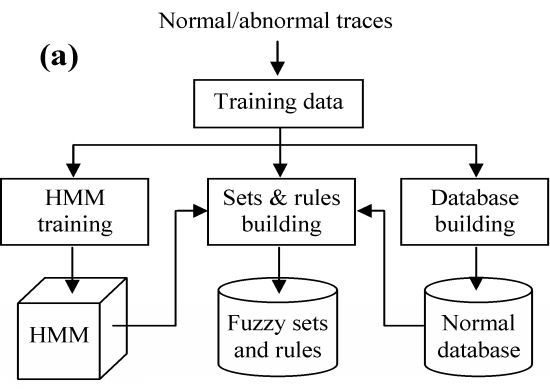 Normal/abnormal traces
(a)
Training data
HMM
training
Sets & rules
building
Database
building
HMM
Fuzzy sets
and rules
Normal
database